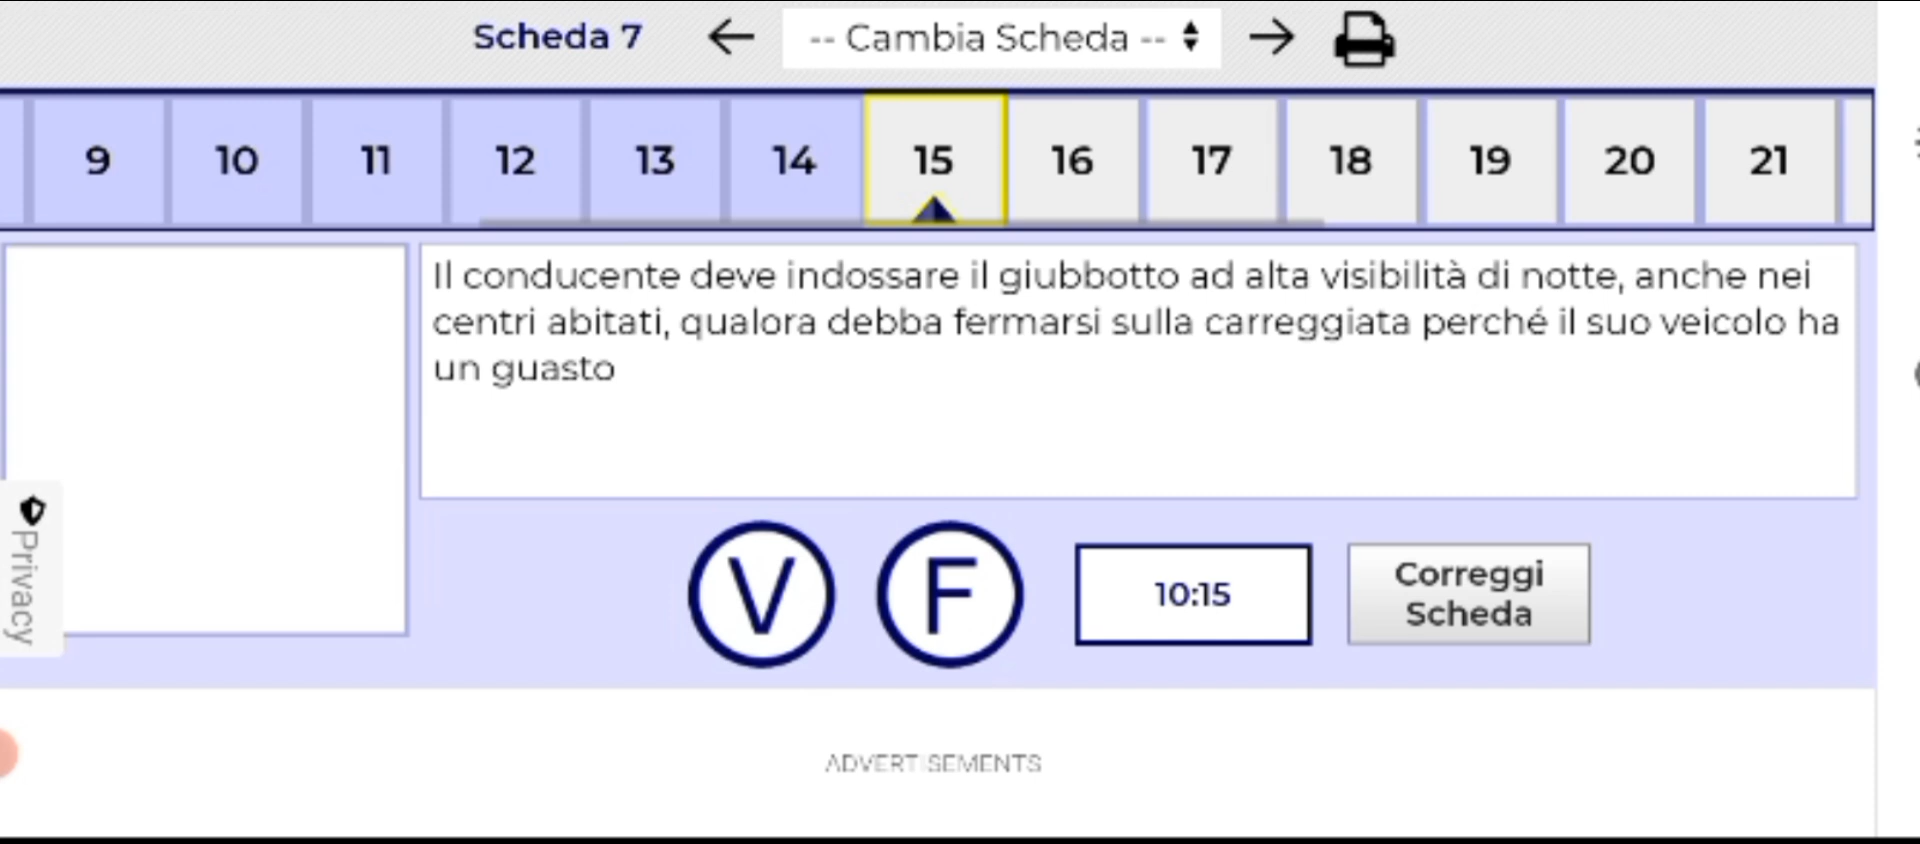 Scheda 7
-- Cambia Scheda --
9 10 11 12 13 14 15 16 17 18 19 20 21
Il conducente deve indossare il giubbotto ad alta visibilità di notte, anche nei
centri abitati, qualora debba fermarsi sulla carreggiata perché il suo veicolo ha
un guasto
Privacy
V F 10:15 Correggi
Scheda
ADVERTISEMENTS